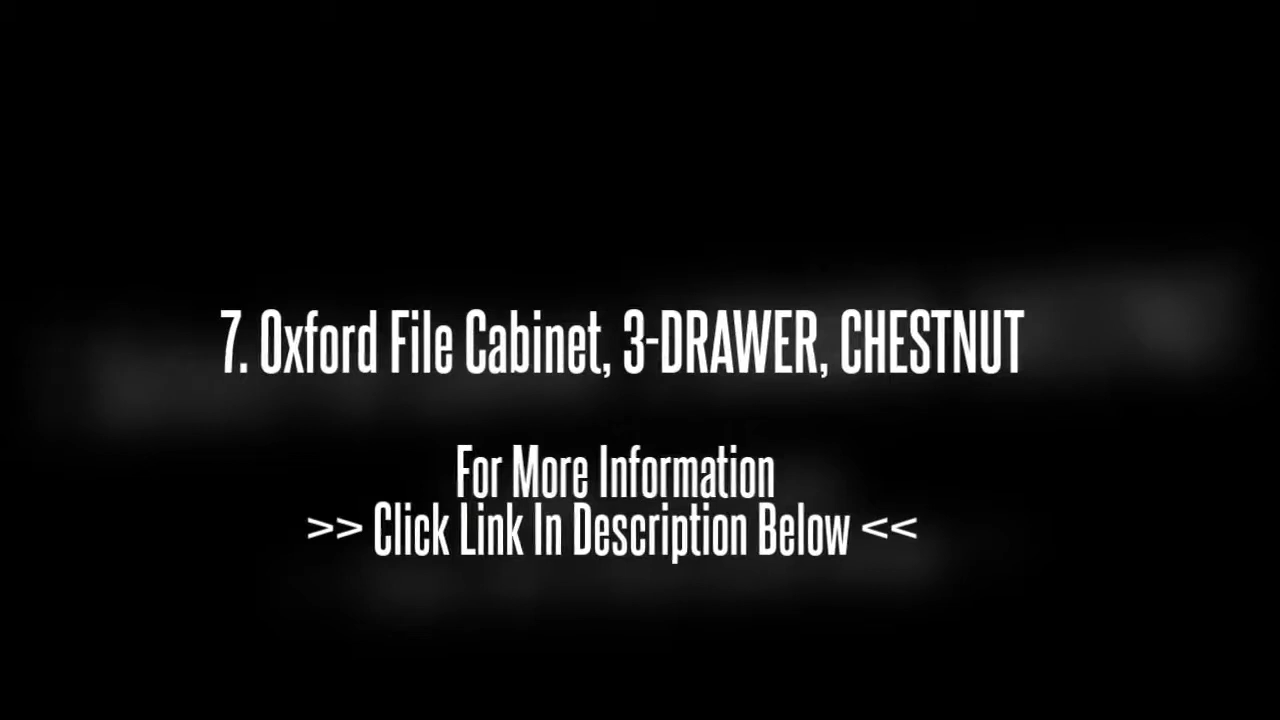 7. Oxford File Cabinet, 3-DRAWER, CHESTNUT
For More Information
>> Click Link In Description Below <<